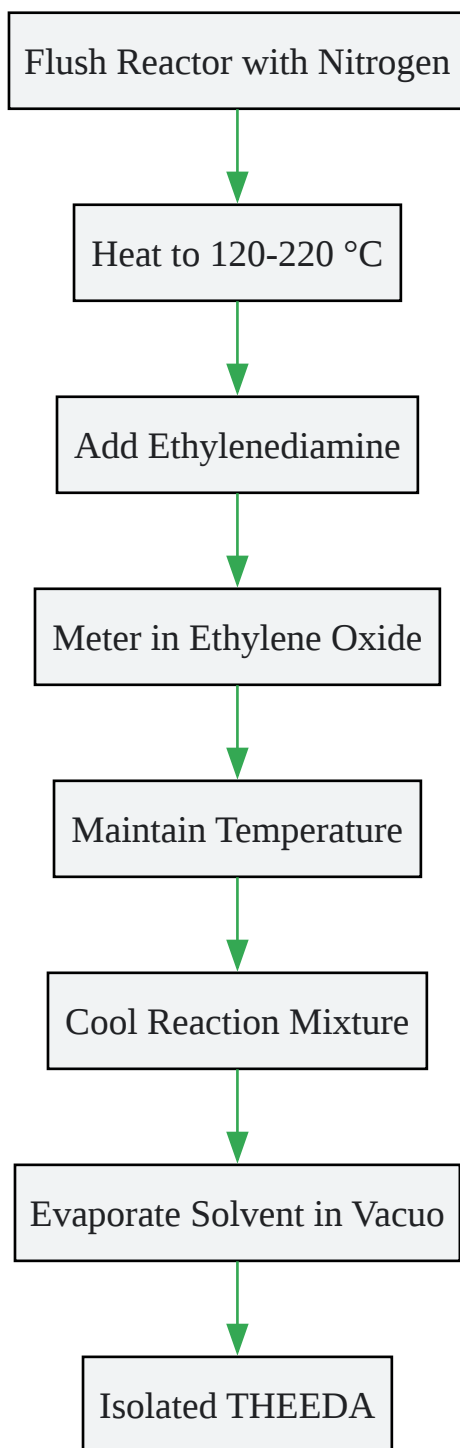 Flush Reactor with Nitrogen
Heat to 120-220 °C
Add Ethylenediamine
Meter in Ethylene Oxide
Maintain Temperature
Cool Reaction Mixture
Evaporate Solvent in Vacuo
Isolated THEEDA